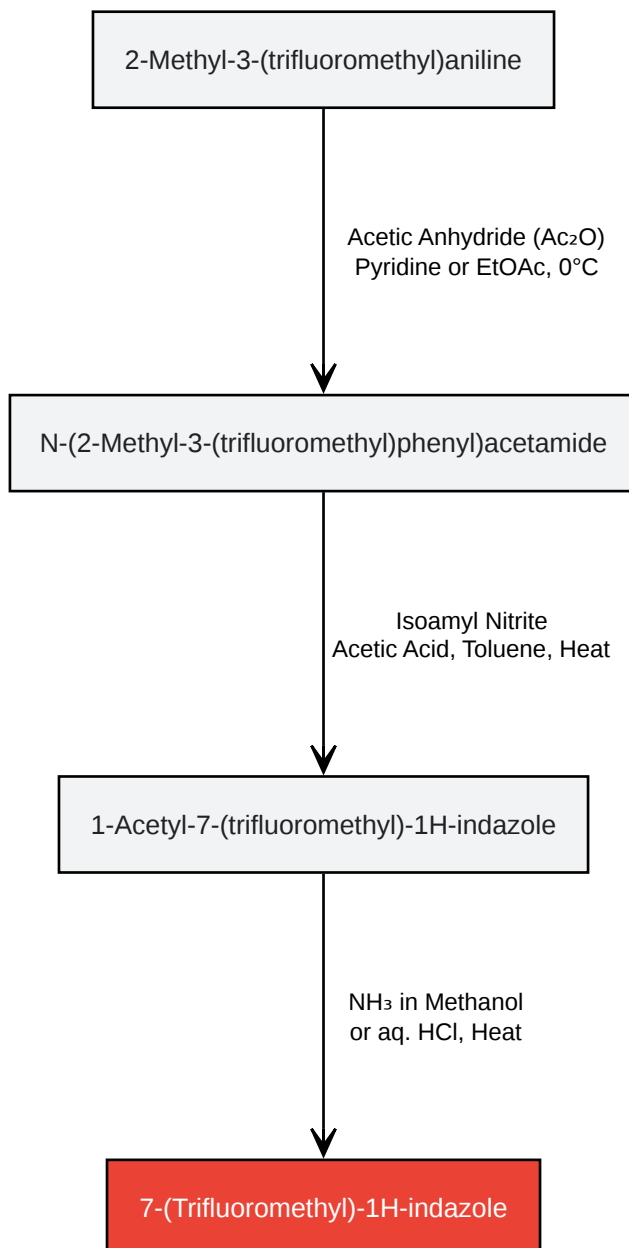 2-Methyl-3-(trifluoromethyl)aniline
Acetic Anhydride (Ac₂O)
Pyridine or EtOAc, 0°C
N-(2-Methyl-3-(trifluoromethyl)phenyl)acetamide
Isoamyl Nitrite
Acetic Acid, Toluene, Heat
1-Acetyl-7-(trifluoromethyl)-1H-indazole
NH₃ in Methanol
or aq. HCl, Heat
7-(Trifluoromethyl)-1H-indazole